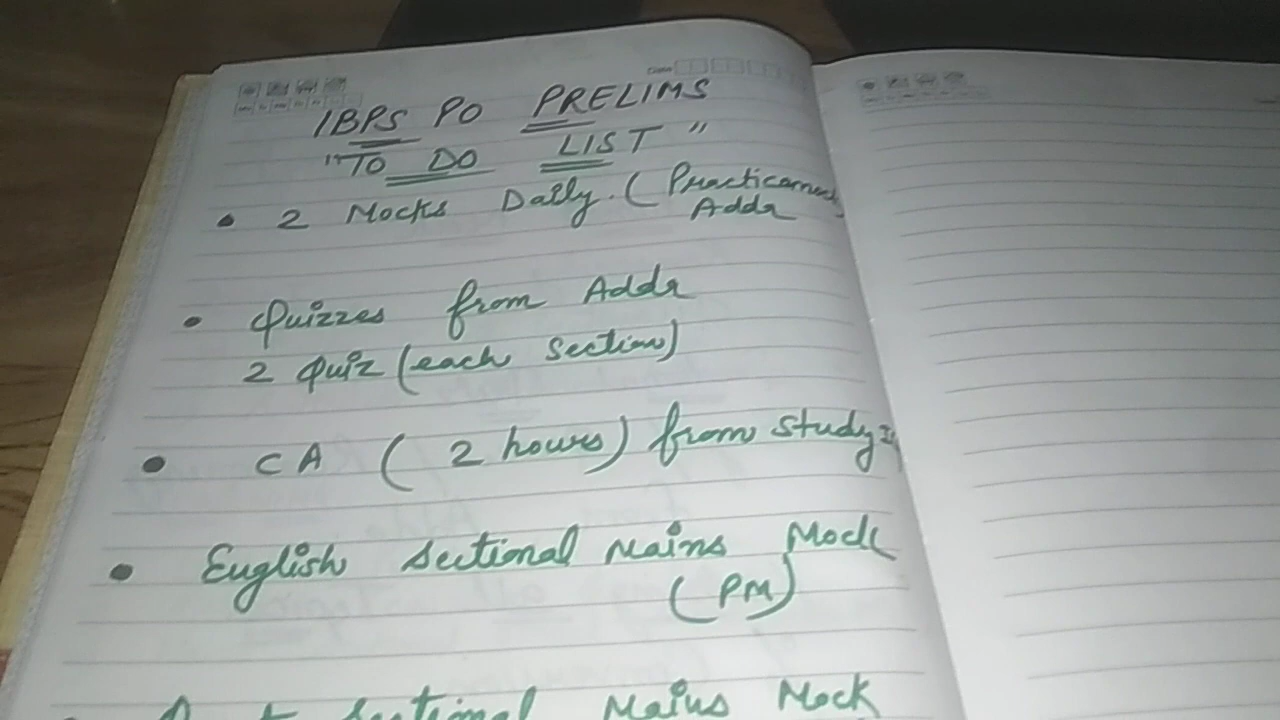 IBPS PO PRELIMS
"TO DO LIST"
• 2 Mocks Daily. (Practicemock,
Adda
• Quizzes from Adda
2 Quiz (each section)
• CA ( 2 hours) from Study
• English Sectional Mains Mock
(PM)
Sectional Mains Mock